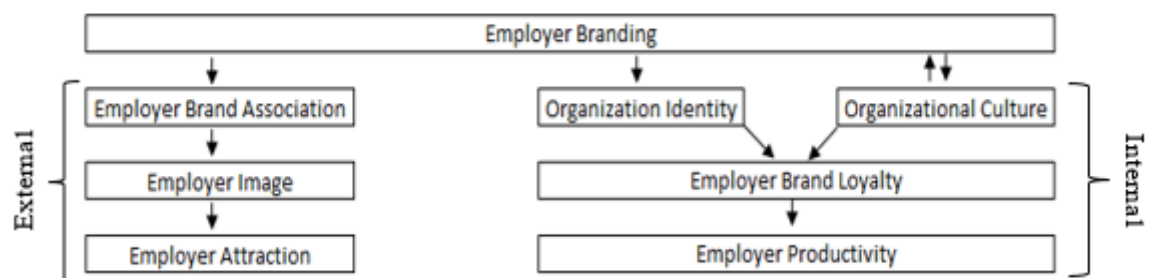 Employer Branding
Employer Brand Association
Organization Identity
Organizational Culture
External
Internal
Employer Image
Employer Brand Loyalty
Employer Attraction
Employer Productivity